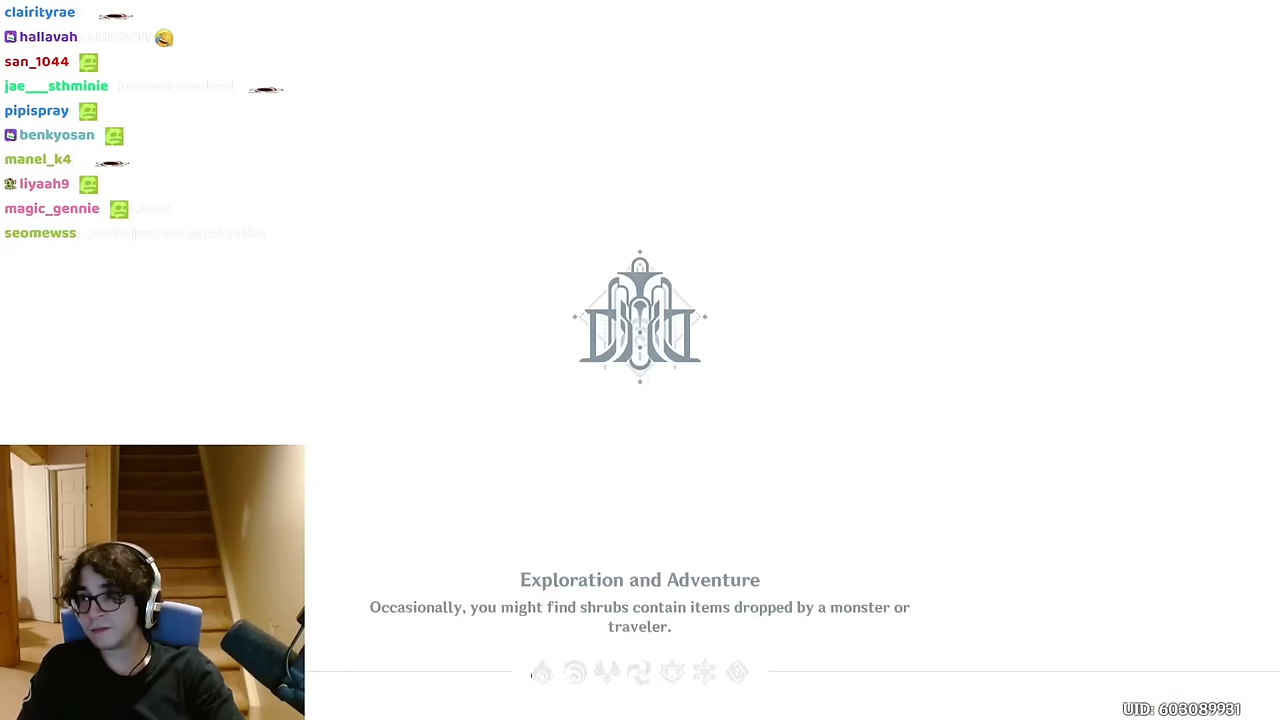 clairityrae
hallavah
san_1044
jae___sthminie
pipispray
benkyosan
manel_k4
liyaah9
magic_gennie
seomewss
Exploration and Adventure
Occasionally, you might find shrubs contain items dropped by a monster or
traveler.
UID: 603089931